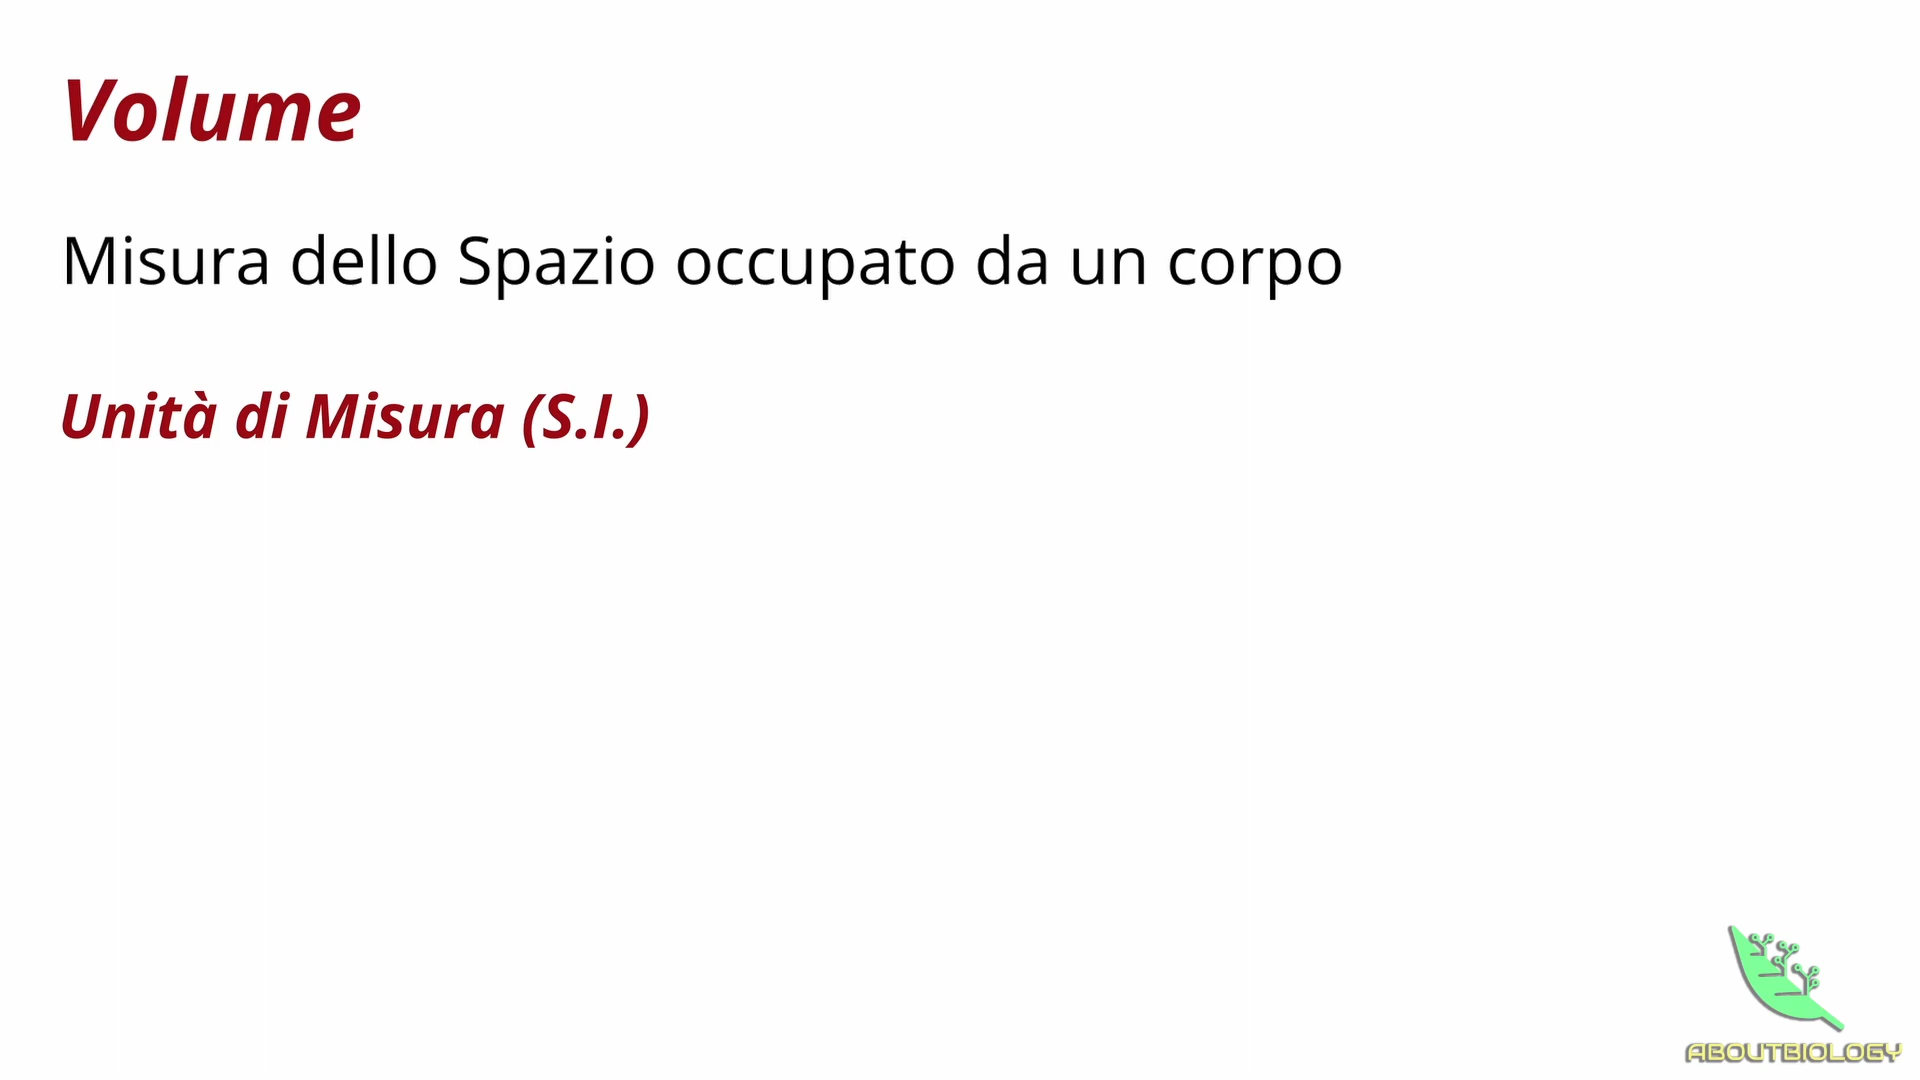 Volume
Misura dello Spazio occupato da un corpo
Unità di Misura (S.I.)
ABOUTBIOLOGY